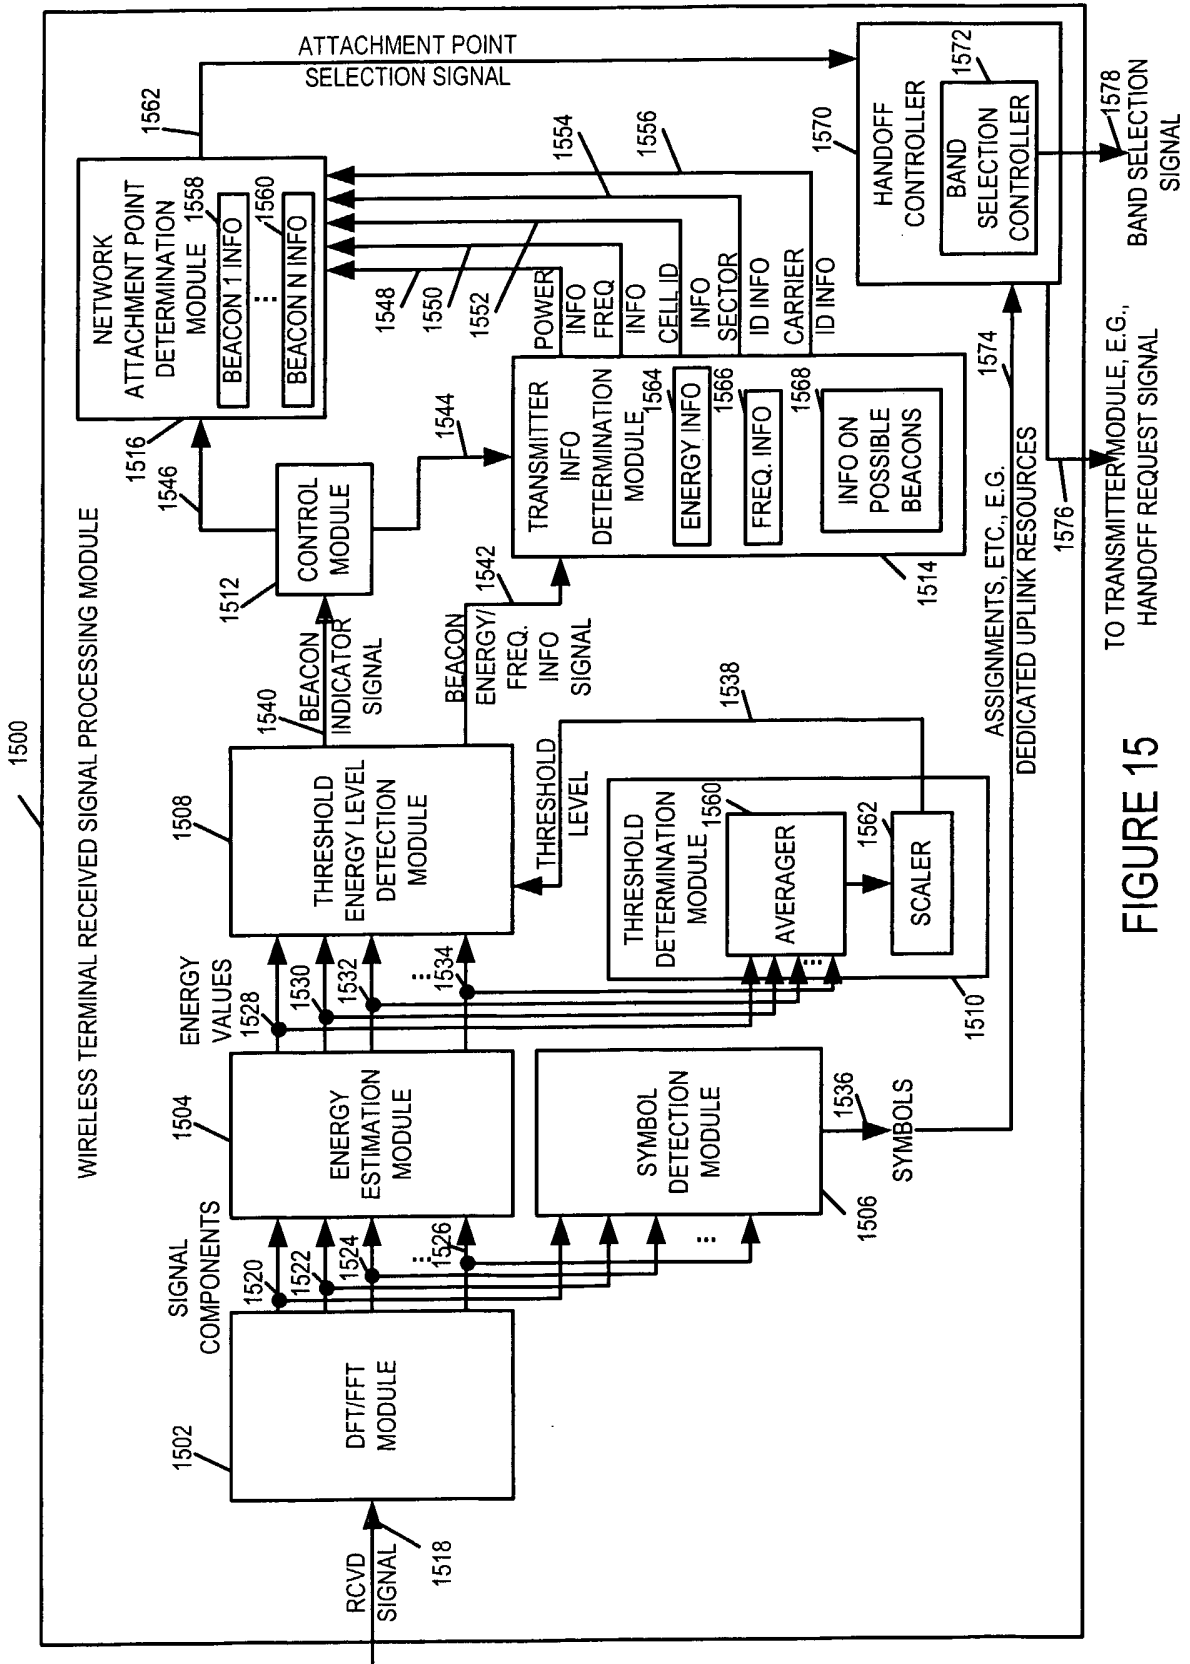 1500
WIRELESS TERMINAL RECEIVED SIGNAL PROCESSING MODULE
RCVD
SIGNAL
1518
1502
DFT/FFT
MODULE
SIGNAL
COMPONENTS
1520
1522
1524
...
1526
1504
ENERGY
ESTIMATION
MODULE
ENERGY
VALUES
1528
1530
1532
...
1534
1508
THRESHOLD
ENERGY LEVEL
DETECTION
MODULE
...
SYMBOL
DETECTION
MODULE
1506
1536
SYMBOLS
THRESHOLD
DETERMINATION
MODULE
1560
AVERAGER
...
1562
SCALER
1510
THRESHOLD
LEVEL
1538
1540
BEACON
INDICATOR
SIGNAL
BEACON
ENERGY/
FREQ.
INFO
SIGNAL
1542
1512
CONTROL
MODULE
1546
1544
1516
NETWORK
ATTACHMENT POINT
DETERMINATION
MODULE
1558
BEACON 1 INFO
...
1560
BEACON N INFO
1562
ATTACHMENT POINT
SELECTION SIGNAL
1548
1550
1552
1554
1556
POWER
INFO
FREQ
INFO
CELL ID
INFO
SECTOR
ID INFO
CARRIER
ID INFO
TRANSMITTER
INFO
DETERMINATION
MODULE
1564
ENERGY INFO
1566
FREQ. INFO
1568
INFO ON
POSSIBLE
BEACONS
1514
ASSIGNMENTS, ETC., E.G.
DEDICATED UPLINK RESOURCES
1574
1570
HANDOFF
CONTROLLER
1572
BAND
SELECTION
CONTROLLER
1576
TO TRANSMITTER MODULE, E.G.,
HANDOFF REQUEST SIGNAL
1578
BAND SELECTION
SIGNAL
FIGURE 15